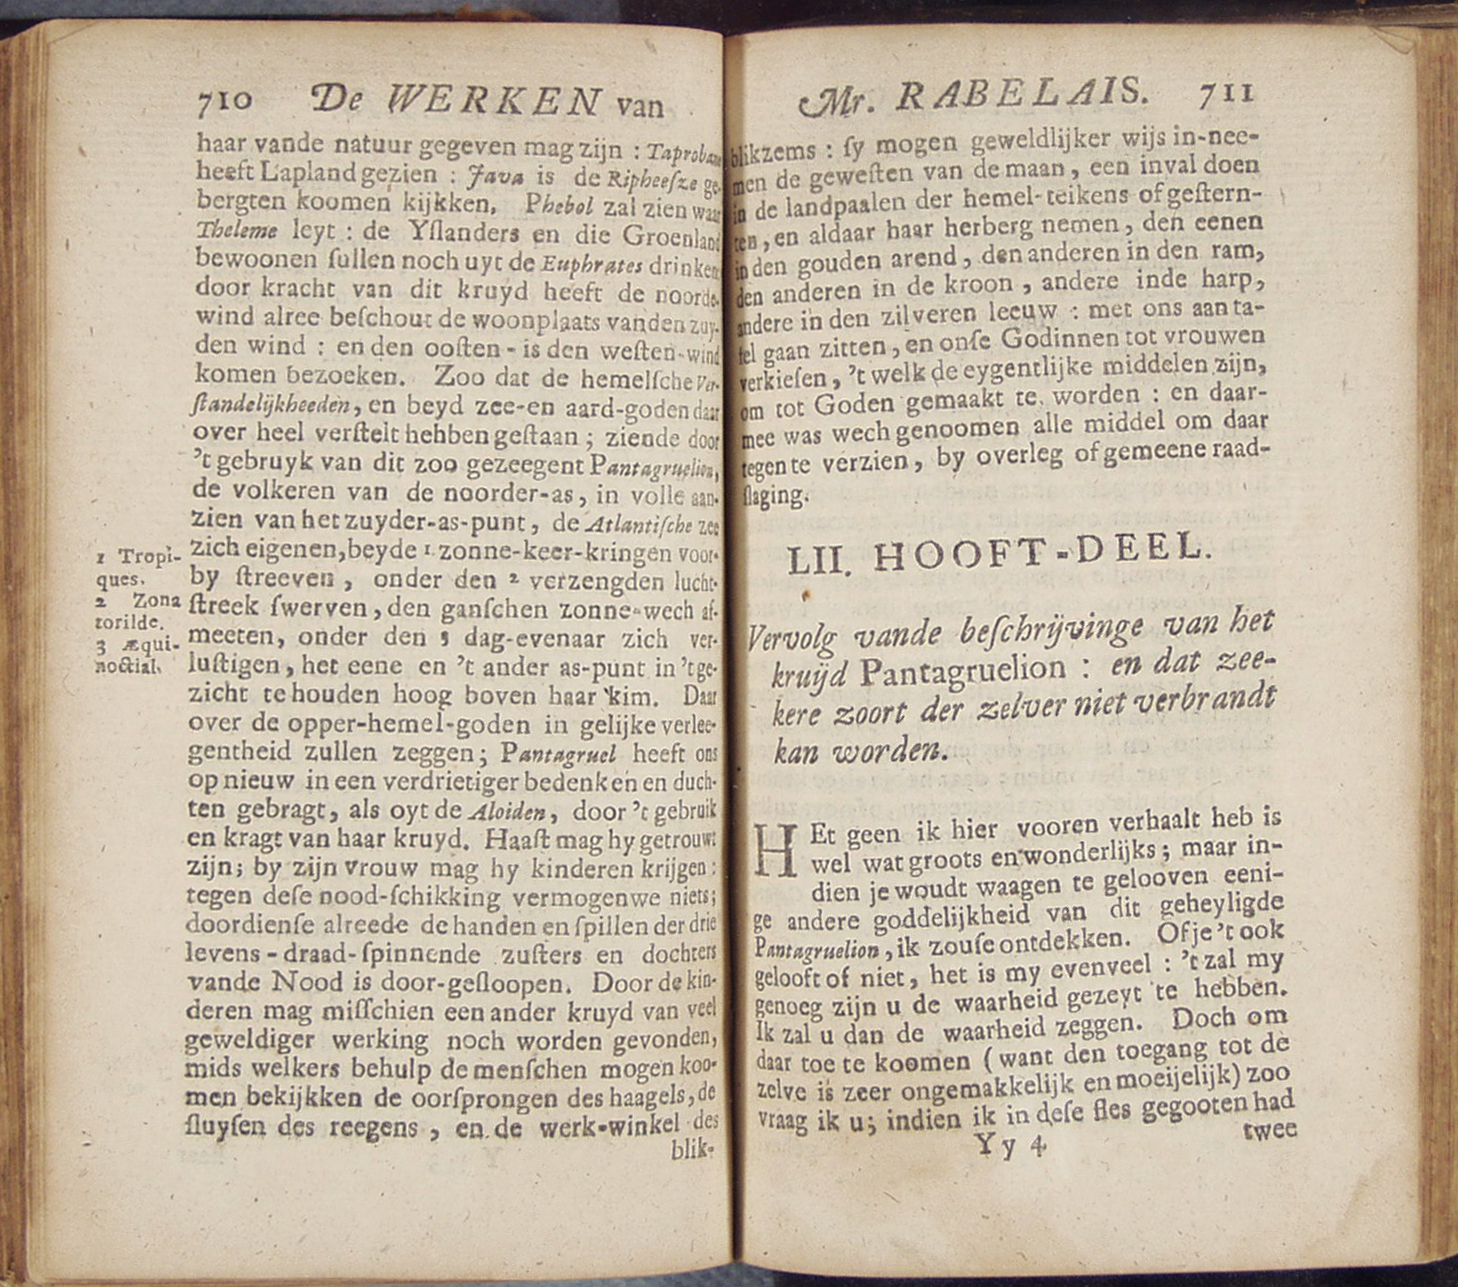 710 De WERKEN van
haar vande natuur gegeven mag zijn : Taproban
heeft Lapland gezien : Java is de Ripheesze ge-
bergten koomen kijkken, Phebol zal zien waar
Theleme leyt : de Yslanders en die Groenland
bewoonen sullen noch uyt de Euphrates drinken
door kracht van dit kruyd heeft de noorde-
wind alree beschout de woonplaats vanden zuy-
den wind : en den oosten-is den westen-wind
komen bezoeken. Zoo dat de hemelsche Ver-
standelijkheeden, en beyd zee-en aard-goden daar
over heel verstelt hebben gestaan ; ziende door
't gebruyk van dit zoo gezeegent Pantagruelion,
de volkeren van de noorder-as, in volle aan-
zien van het zuyder-as-punt, de Atlantische zee
zich eigenen, beyde 1 zonne-keer-kringen voor-
by streeven, onder den 2 verzengden lucht-
streek swerven, den ganschen zonne-wech af-
meeten, onder den 3 dag-evenaar zich ver-
lustigen, het eene en 't ander as-punt in 't ge-
zicht te houden hoog boven haar kim. Daar
over de opper-hemel-goden in gelijke verlee-
gentheid zullen zeggen; Pantagruel heeft ons
op nieuw in een verdrietiger bedenken en duch-
ten gebragt, als oyt de Aloiden, door 't gebruik
en kragt van haar kruyd. Haast mag hy getrouwt
zijn; by zijn vrouw mag hy kinderen krijgen :
tegen dese nood-schikking vermogen we niets;
doordiense alreede de handen en spillen der drie
levens-draad-spinnende zusters en dochters
vande Nood is door-gesloopen. Door de kin-
deren mag misschien een ander kruyd van veel
geweldiger werking noch worden gevonden,
mids welkers behulp de menschen mogen koo-
men bekijkken de oorsprongen des haagels, de
sluysen des reegens, en de werk-winkel des
blik-
1 Tropi-
ques.
2 Zona
torilde.
3 æqui-
noctial.
Mr. RABELAIS. 711
blikzems : sy mogen geweldlijker wijs in-nee-
men de gewesten van de maan, een inval doen
in de landpaalen der hemel-teikens of gestern-
ten, en aldaar haar herberg nemen, den eenen
in den gouden arend, den anderen in den ram,
den anderen in de kroon, andere inde harp,
andere in den zilveren leeuw : met ons aan ta-
fel gaan zitten, en onse Godinnen tot vrouwen
verkiesen, 't welk de eygentlijke middelen zijn,
om tot Goden gemaakt te worden : en daar-
mee was wech genoomen alle middel om daar
tegen te verzien, by overleg of gemeene raad-
slaging.
LII. HOOFT-DEEL.
Vervolg vande beschrijvinge van het
kruijd Pantagruelion : en dat zee-
kere zoort der zelver niet verbrandt
kan worden.
HEt geen ik hier vooren verhaalt heb is
wel wat groots en wonderlijks; maar in-
dien je woudt waagen te gelooven eeni-
ge andere goddelijkheid van dit geheyligde
Pantagruelion, ik zouse ontdekken. Of je 't ook
gelooft of niet, het is my evenveel : 't zal my
genoeg zijn u de waarheid gezeyt te hebben.
Ik zal u dan de waarheid zeggen. Doch om
daar toe te koomen (want den toegang tot de
zelve is zeer ongemakkelijk en moeijelijk) zoo
vraag ik u; indien ik in dese fles gegooten had
Yy 4 twee